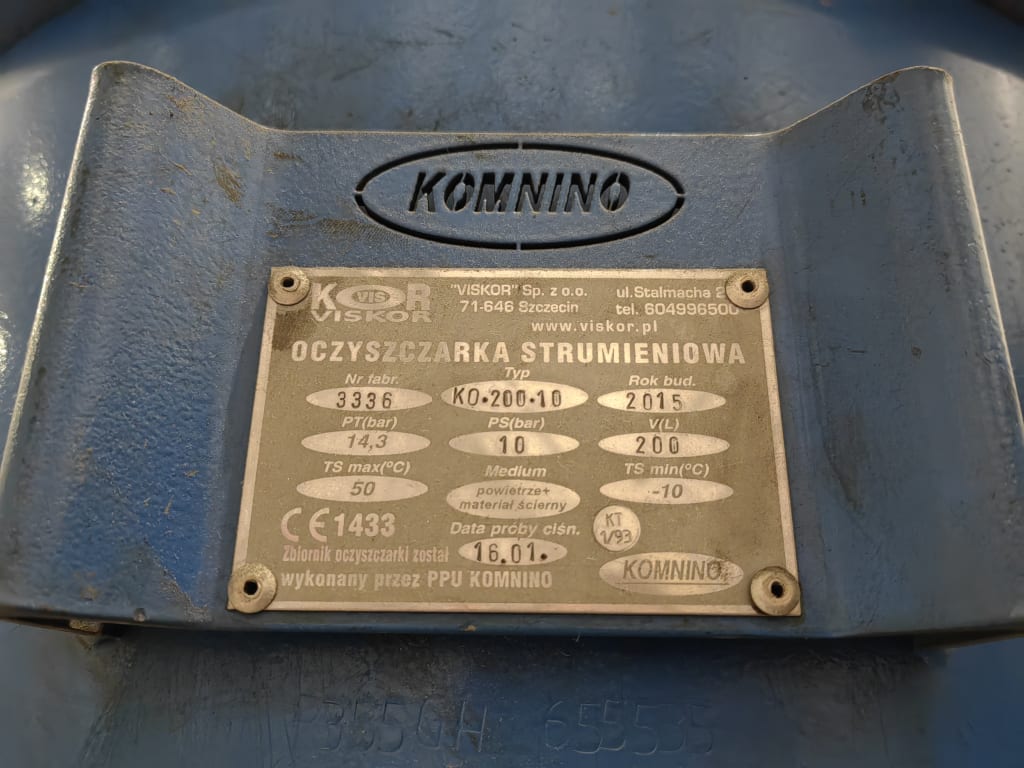 KOMNINO
K VIS R
VISKOR
"VISKOR" Sp. z o.o. ul.Stalmacha 2
71-646 Szczecin tel. 604996500
www.viskor.pl
OCZYSZCZARKA STRUMIENIOWA
Nr fabr. Typ Rok bud.
3336 KO•200•10 2015
PT(bar) PS(bar) V(L)
14,3 10 200
TS max(°C) Medium TS min(°C)
50 powietrze+ -10
materiał ścierny
CE 1433 Data próby ciśn. KT
1/93
Zbiornik oczyszczarki został 16.01.
wykonany przez PPU KOMNINO KOMNINO
P355GH 655535